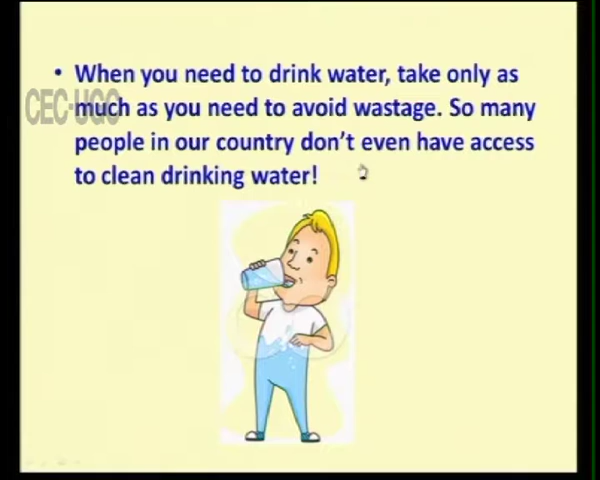 • When you need to drink water, take only as
much as you need to avoid wastage. So many
people in our country don't even have access
to clean drinking water!
CEC-UGC